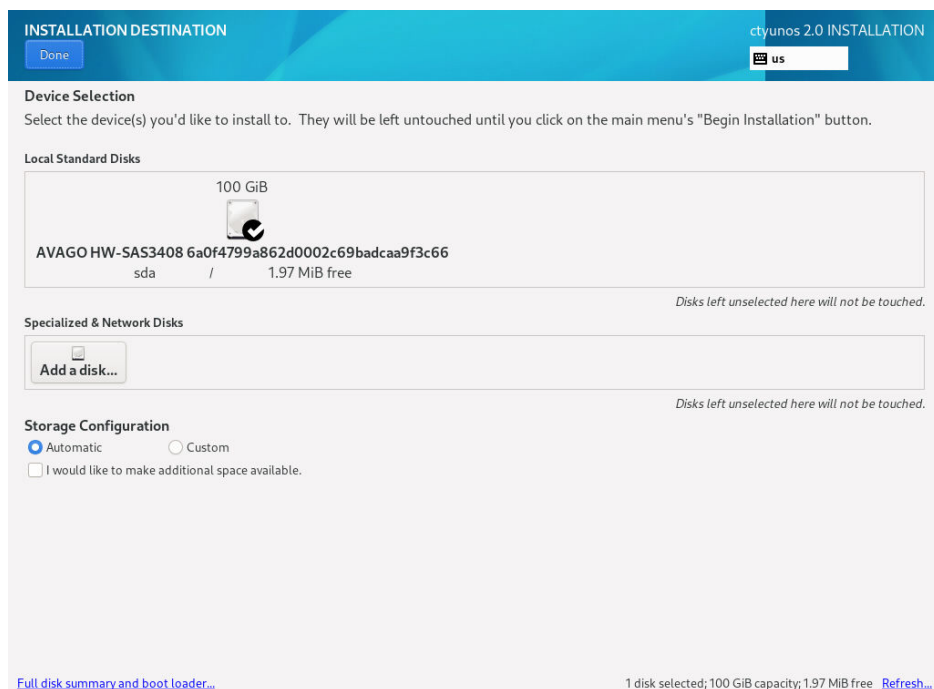 INSTALLATION DESTINATION
ctyunos 2.0 INSTALLATION
Done
us
Device Selection
Select the device(s) you'd like to install to. They will be left untouched until you click on the main menu's "Begin Installation" button.
Local Standard Disks
100 GiB
AVAGO HW-SAS3408 6a0f4799a862d0002c69badcaa9f3c66
sda / 1.97 MiB free
Disks left unselected here will not be touched.
Specialized & Network Disks
Add a disk...
Disks left unselected here will not be touched.
Storage Configuration
Automatic Custom
I would like to make additional space available.
Full disk summary and boot loader... 1 disk selected; 100 GiB capacity; 1.97 MiB free Refresh...